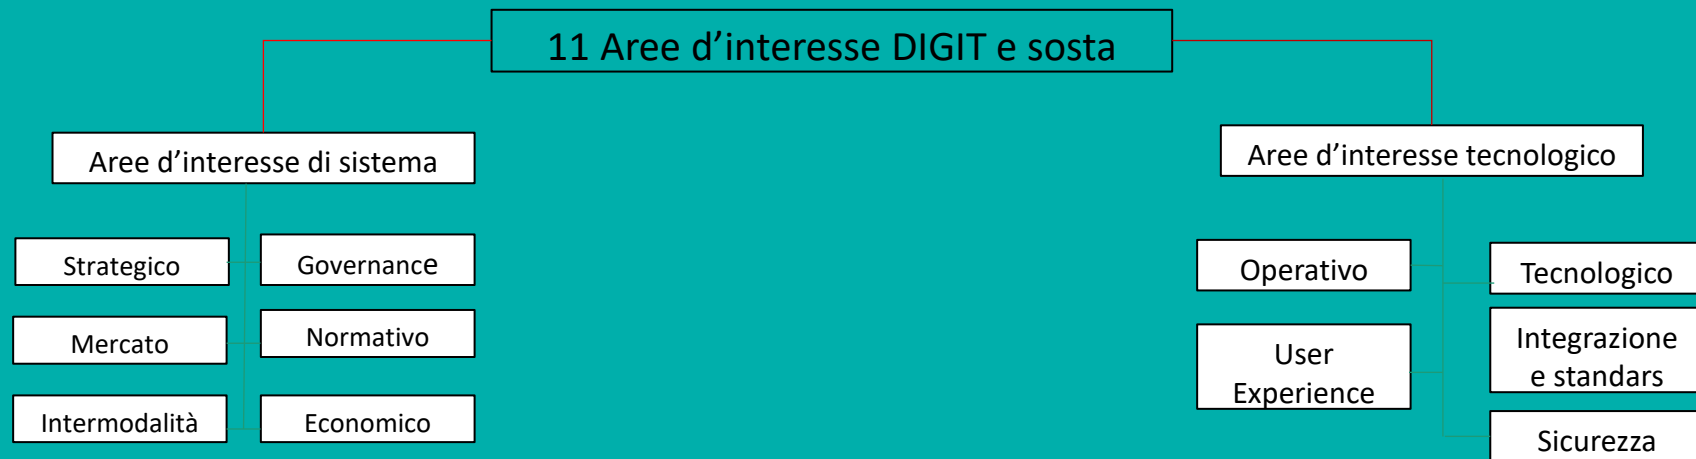 11 Aree d’interesse DIGIT e sosta
Aree d’interesse di sistema
Strategico
Governance
Mercato
Normativo
Intermodalità
Economico
Aree d’interesse tecnologico
Operativo
Tecnologico
User
Experience
Integrazione
e standars
Sicurezza